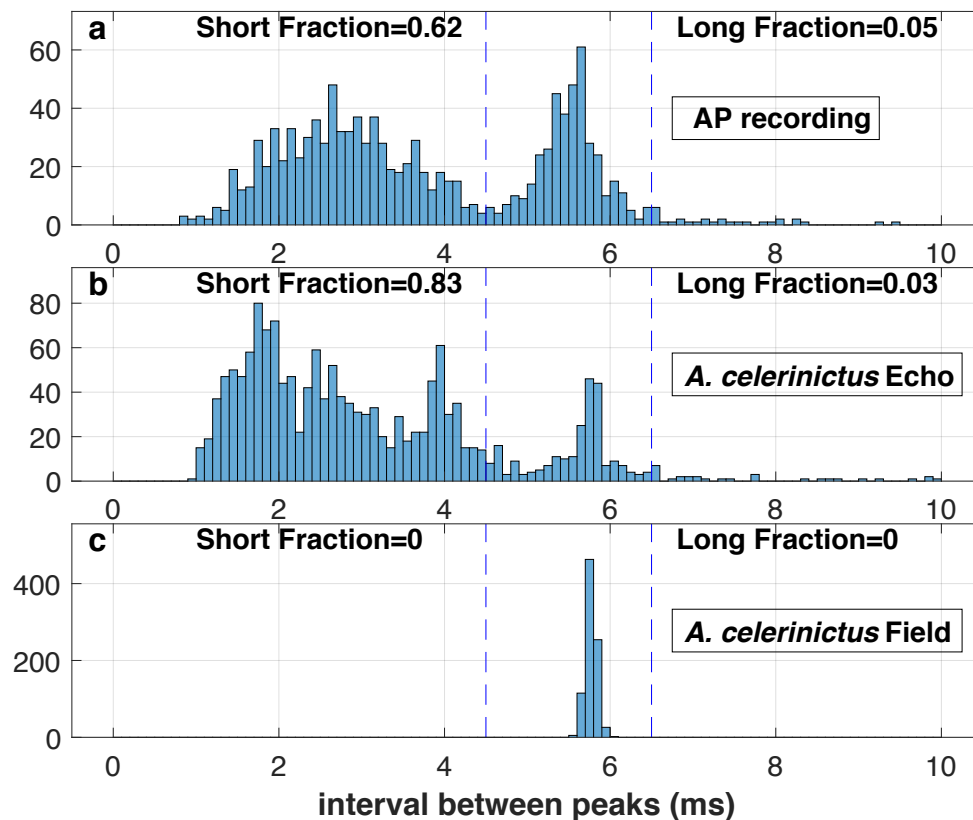 a Short Fraction=0.62 Long Fraction=0.05
60
AP recording
40
20
0
0 2 4 6 8 10
b Short Fraction=0.83 Long Fraction=0.03
80
60
A. celerinictus Echo
40
20
0
0 2 4 6 8 10
c Short Fraction=0 Long Fraction=0
400
A. celerinictus Field
200
0
0 2 4 6 8 10
interval between peaks (ms)